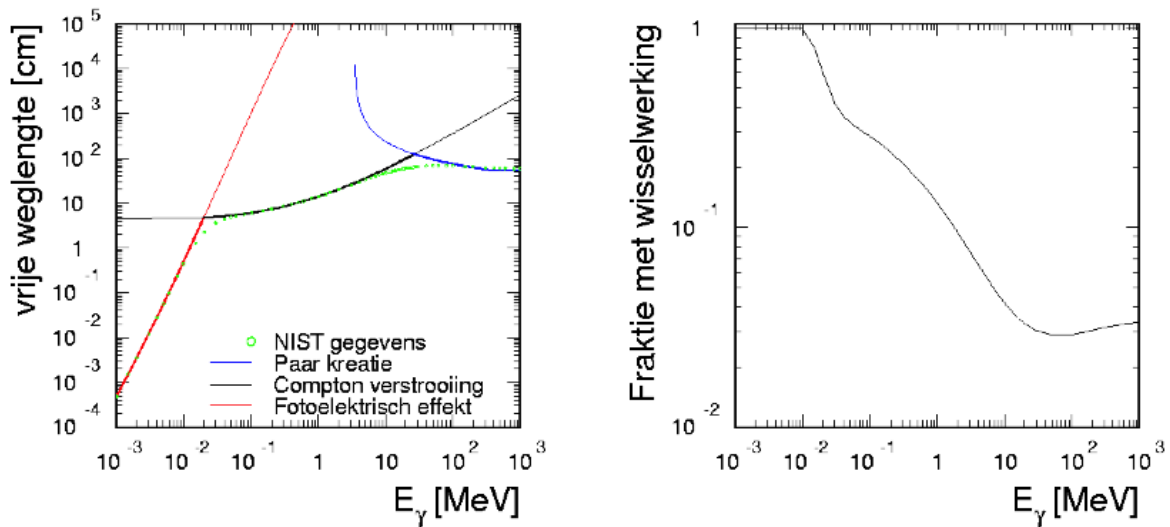 vrije weglengte [cm]
10 5
10 4
10 3
10 2
10
1
10 -1
10 -2
10 -3
10 -4
NIST gegevens
Paar kreatie
Compton verstrooiing
Fotoelektrisch effekt
10 -3 10 -2 10 -1 1 10 10 2 10 3
Eγ [MeV]
Fraktie met wisselwerking
1
10 -1
10 -2
10 -3 10 -2 10 -1 1 10 10 2 10 3
Eγ [MeV]